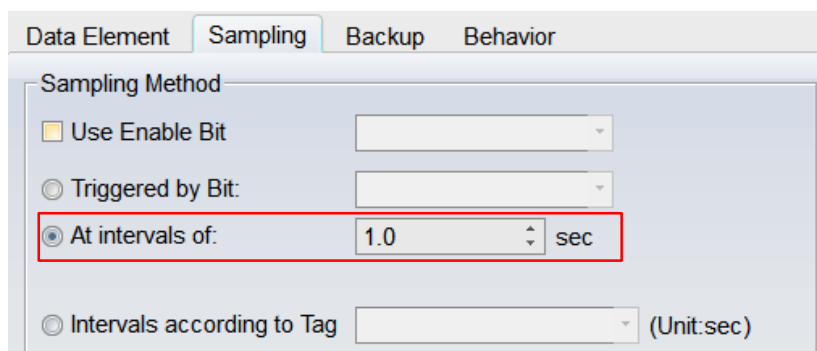 Data Element Sampling Backup Behavior
Sampling Method
Use Enable Bit
Triggered by Bit:
At intervals of: 1.0 sec
Intervals according to Tag (Unit:sec)